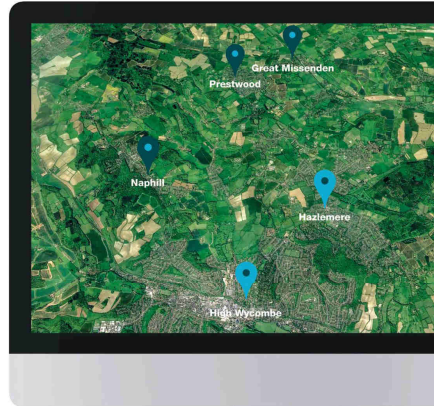 Great Missenden
Prestwood
Naphill
Hazlemere
High Wycombe